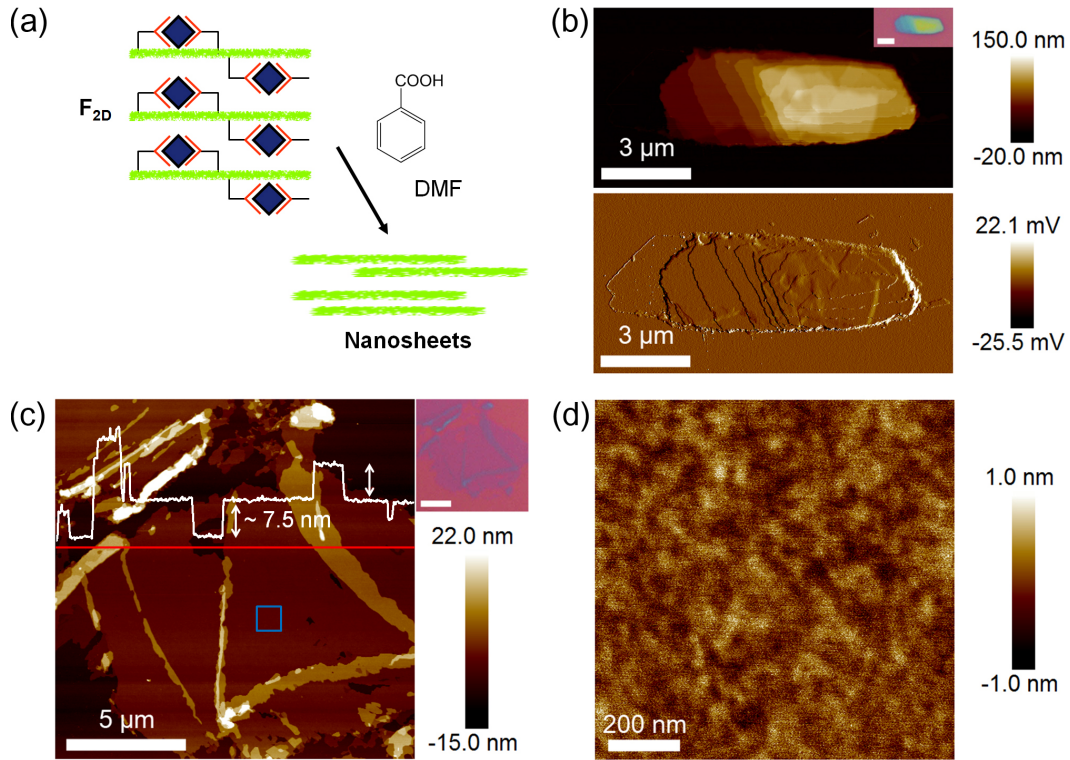 (a)
F2D
COOH
DMF
Nanosheets
(b)
3 µm
150.0 nm
-20.0 nm
3 µm
22.1 mV
-25.5 mV
(c)
~ 7.5 nm
5 µm
22.0 nm
-15.0 nm
(d)
200 nm
1.0 nm
-1.0 nm